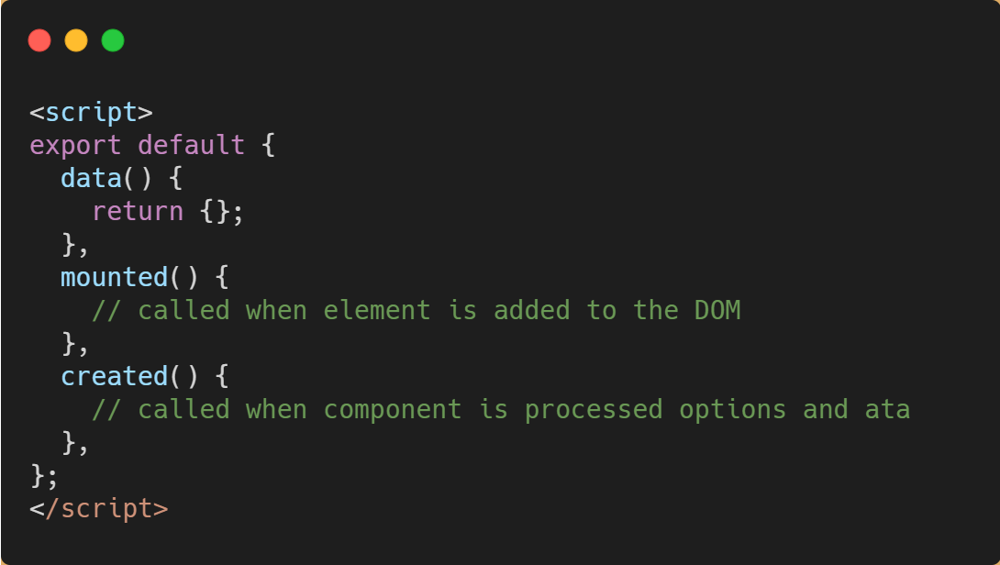 <script>
export default {
  data() {
    return {};
  },
  mounted() {
    // called when element is added to the DOM
  },
  created() {
    // called when component is processed options and ata
  },
};
</script>